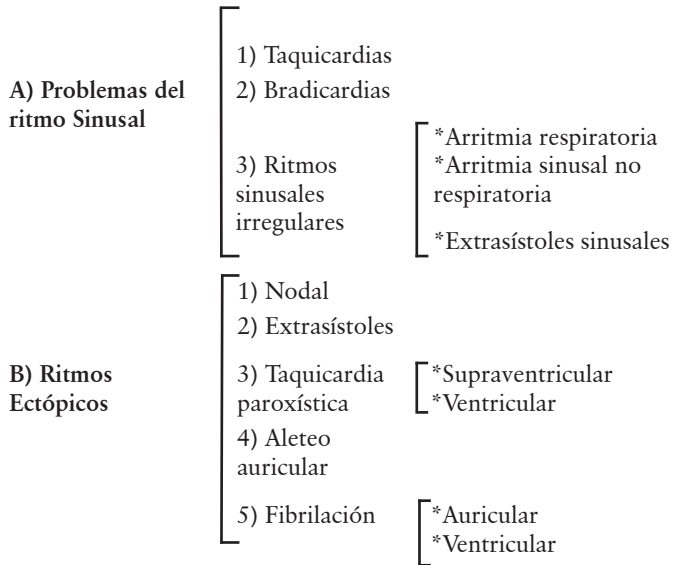 A) Problemas del
ritmo Sinusal
1) Taquicardias
2) Bradicardias
3) Ritmos
sinusales
irregulares
*Arritmia respiratoria
*Arritmia sinusal no
respiratoria
*Extrasístoles sinusales
B) Ritmos
Ectópicos
1) Nodal
2) Extrasístoles
3) Taquicardia
paroxística
*Supraventricular
*Ventricular
4) Aleteo
auricular
5) Fibrilación
*Auricular
*Ventricular